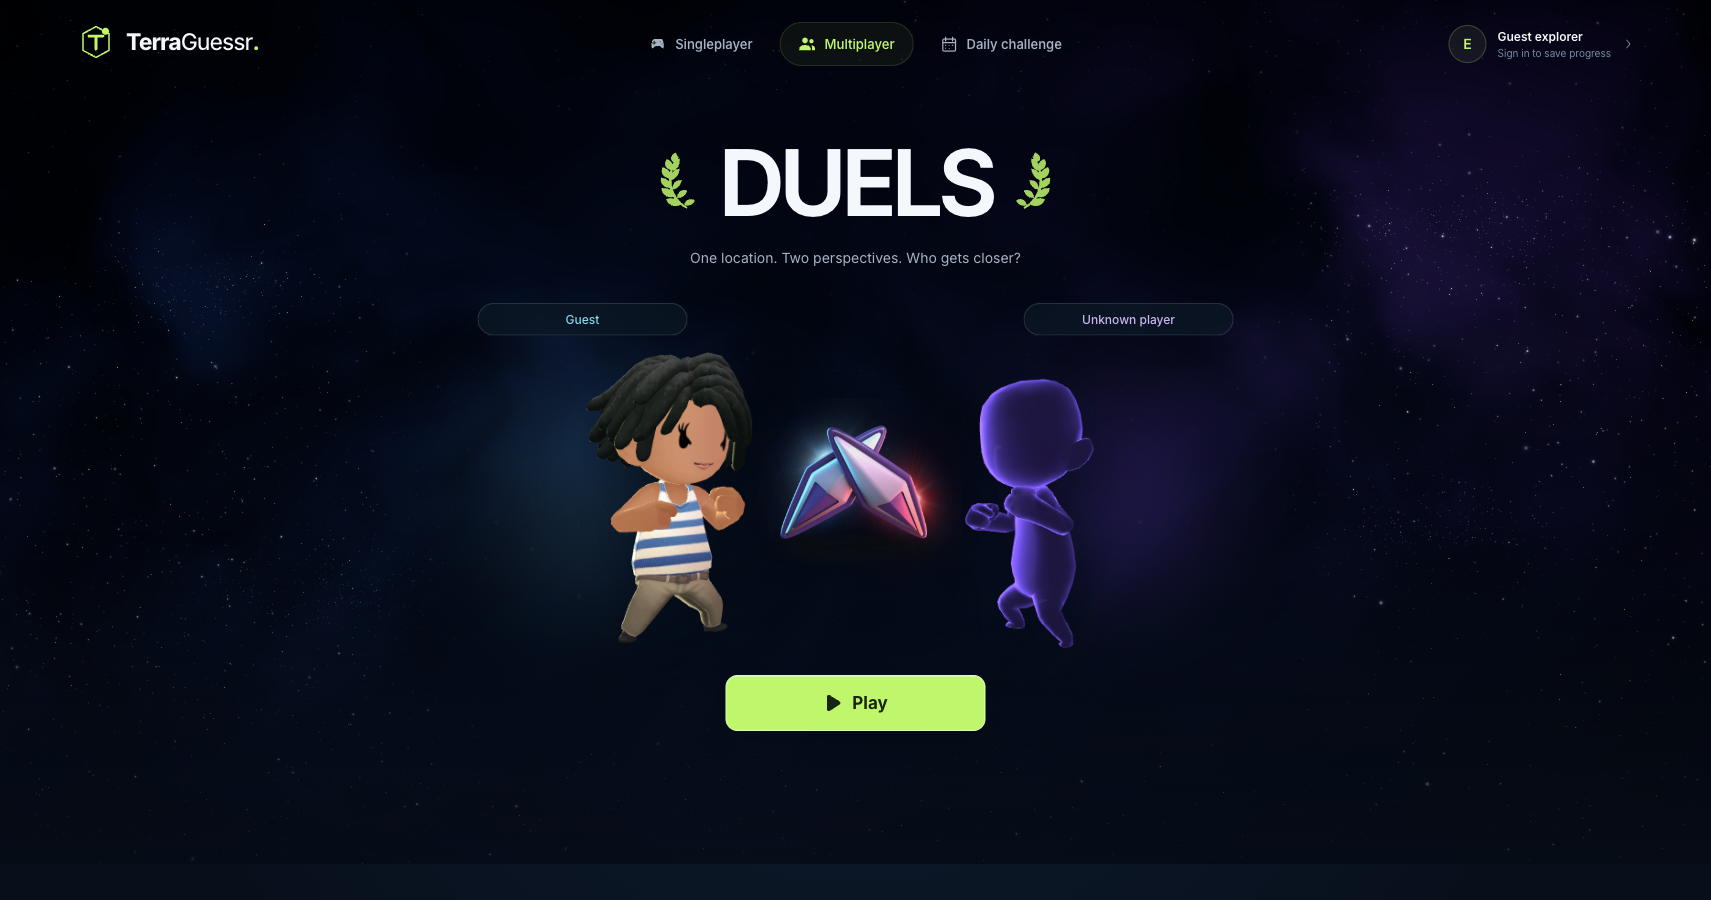 TerraGuessr.
Singleplayer
Multiplayer
Daily challenge
E
Guest explorer
Sign in to save progress
DUELS
One location. Two perspectives. Who gets closer?
Guest
Unknown player
Play